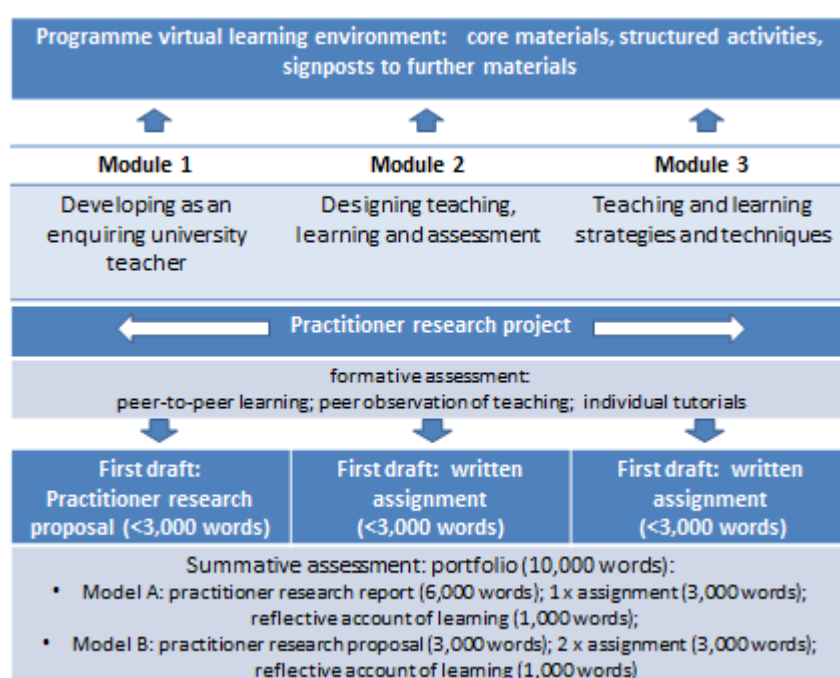 Programme virtual learning environment: core materials, structured activities,
signposts to further materials
Module 1
Module 2
Module 3
Developing as an
enquiring university
teacher
Designing teaching,
learning and assessment
Teaching and learning
strategies and techniques
Practitioner research project
formative assessment:
peer-to-peer learning; peer observation of teaching; individual tutorials
First draft:
Practitioner research
proposal (<3,000 words)
First draft: written
assignment
(<3,000 words)
First draft: written
assignment
(<3,000 words)
Summative assessment: portfolio (10,000 words):
• Model A: practitioner research report (6,000 words); 1 x assignment (3,000 words);
reflective account of learning (1,000 words);
• Model B: practitioner research proposal (3,000 words); 2 x assignment (3,000 words);
reflective account of learning (1,000 words)